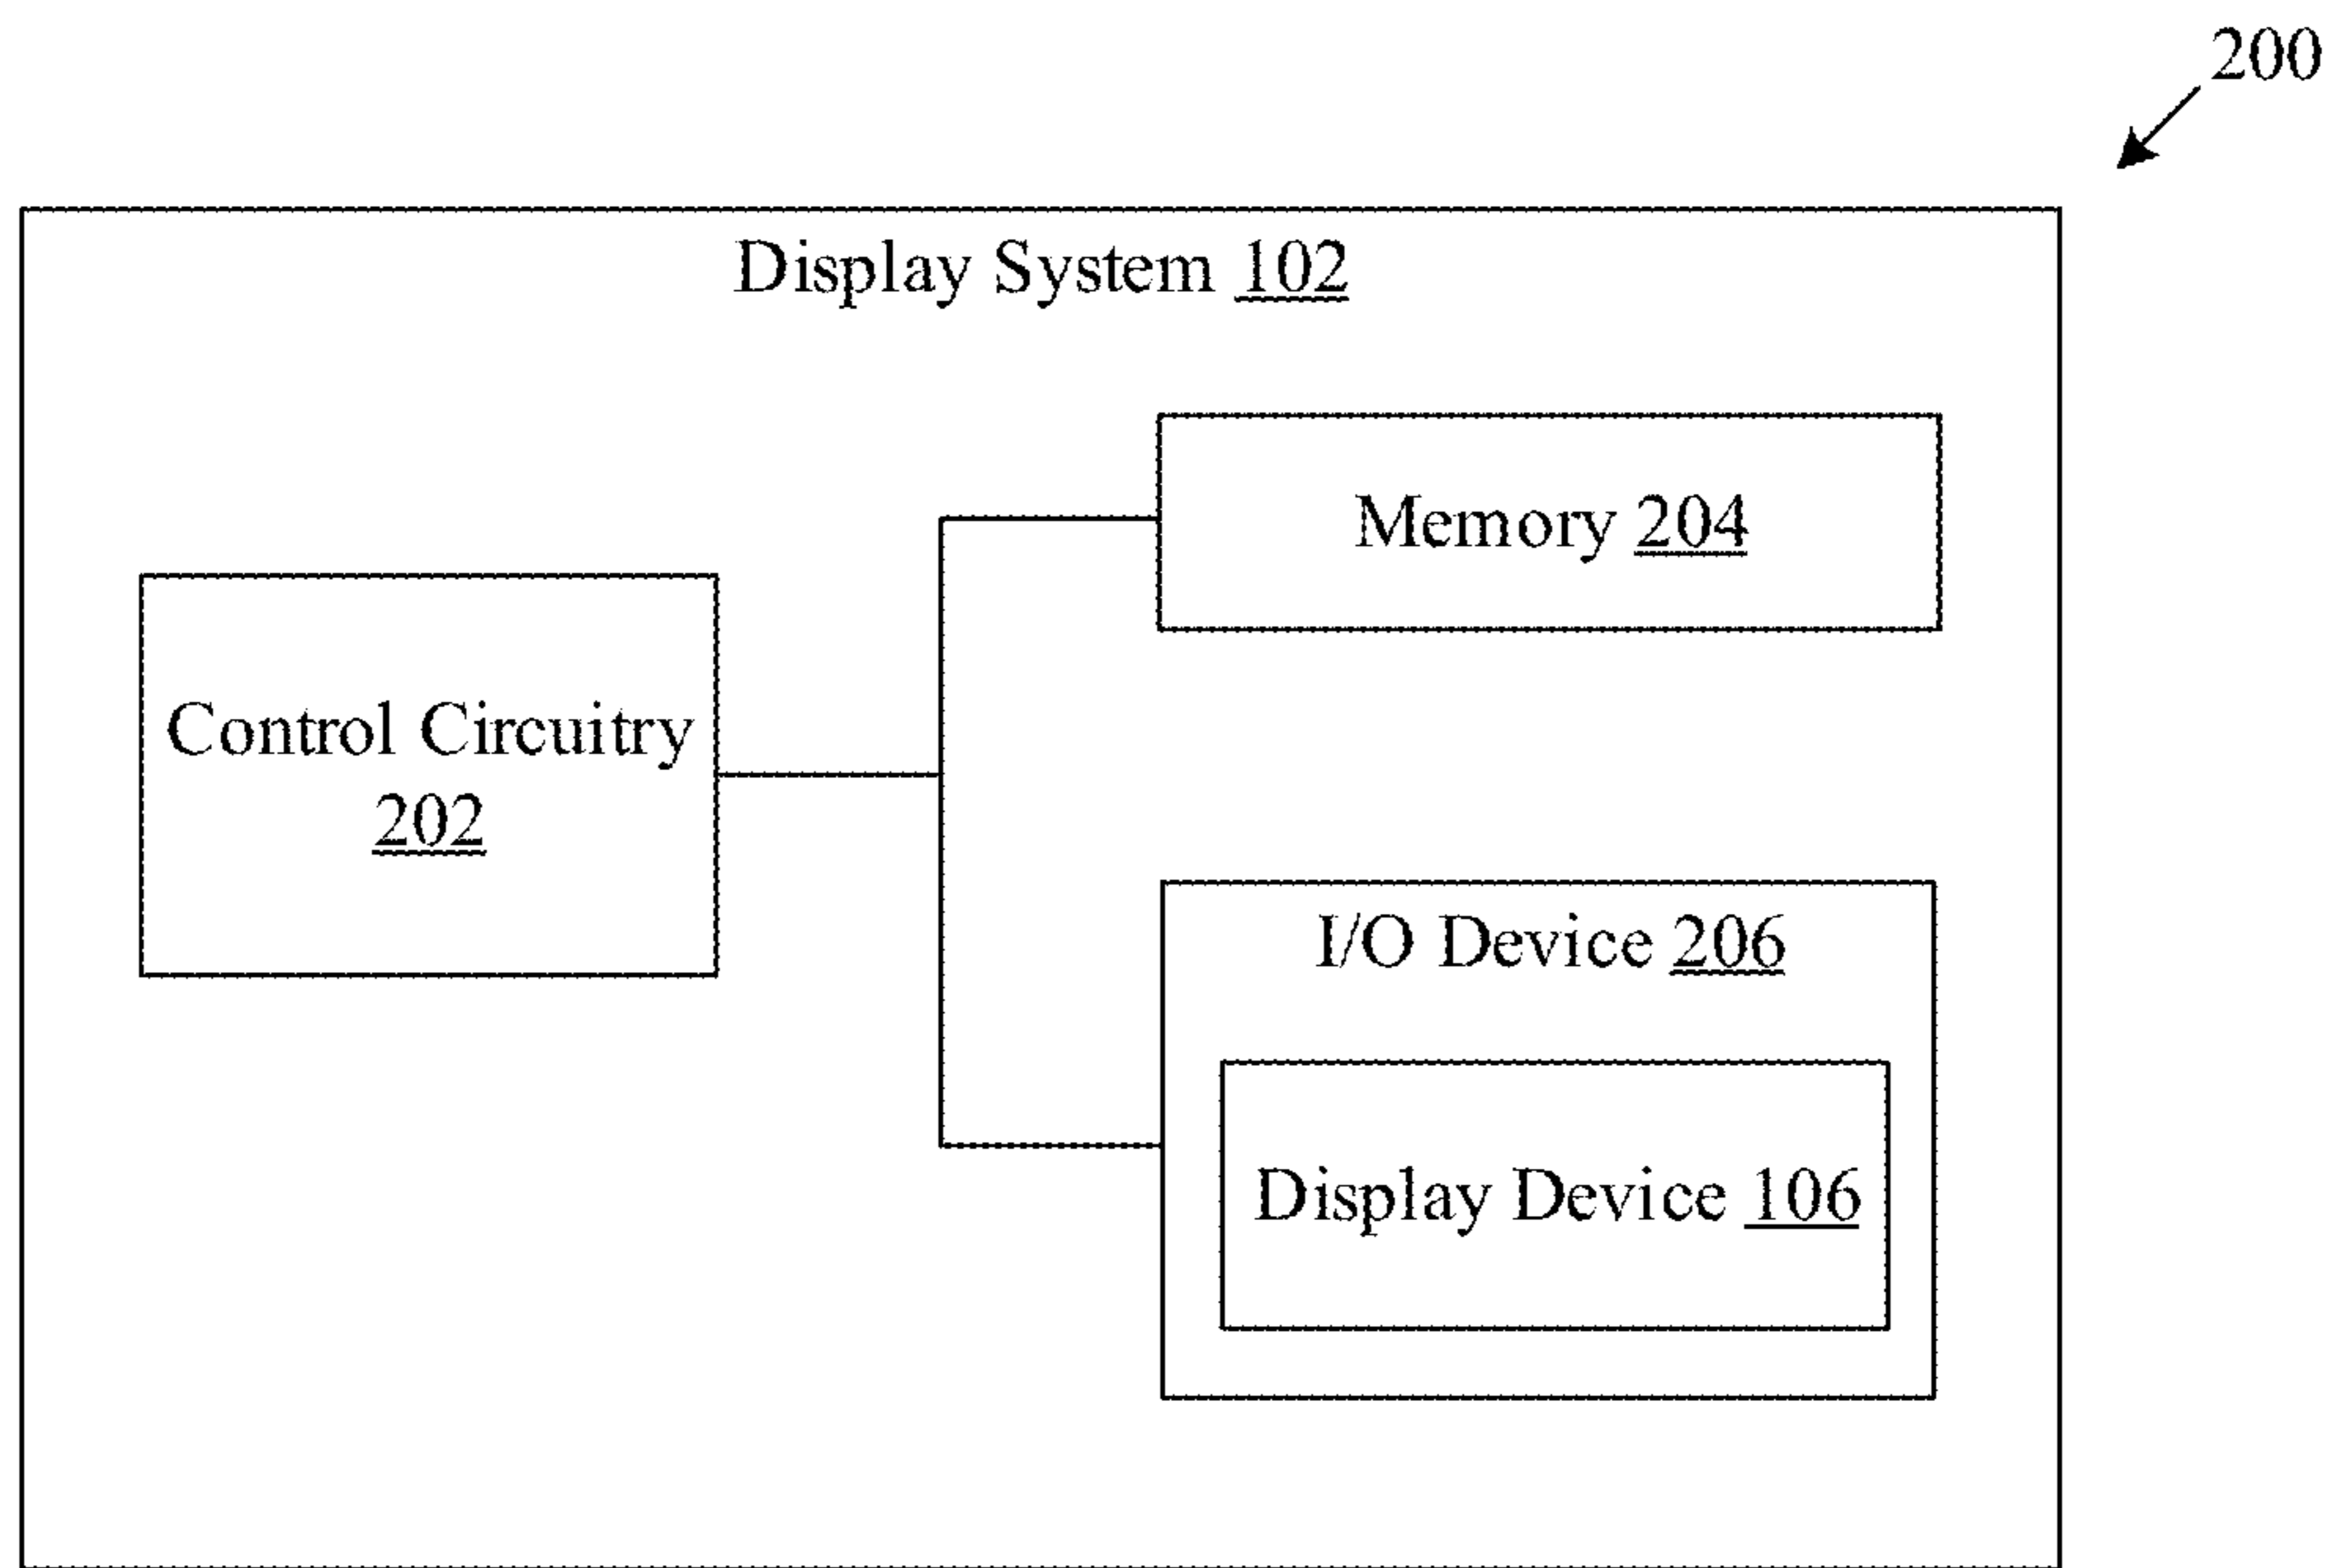 200
Display System 102
Memory 204
Control Circuitry
202
I/O Device 206
Display Device 106